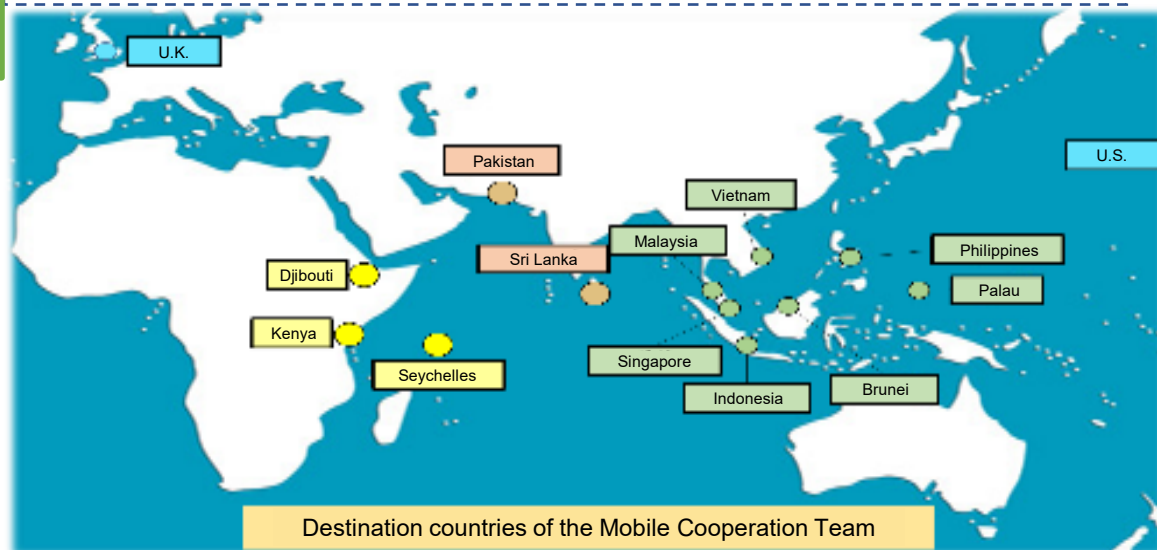 U.K.
U.S.
Pakistan
Vietnam
Malaysia
Philippines
Sri Lanka
Djibouti
Palau
Kenya
Singapore
Seychelles
Brunei
Indonesia
Destination countries of the Mobile Cooperation Team